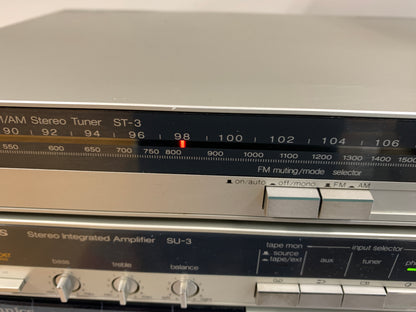 /AM Stereo Tuner ST-3
90 92 94 96 98 100 102 104 106
550 600 650 700 750 800 900 1000 1100 1200 1300 1400 1500
FM muting/mode selector
on/auto off/mono FM AM
S Stereo Integrated Amplifier SU-3
tape mon input selector
source
tape/ext aux tuner
bass treble balance